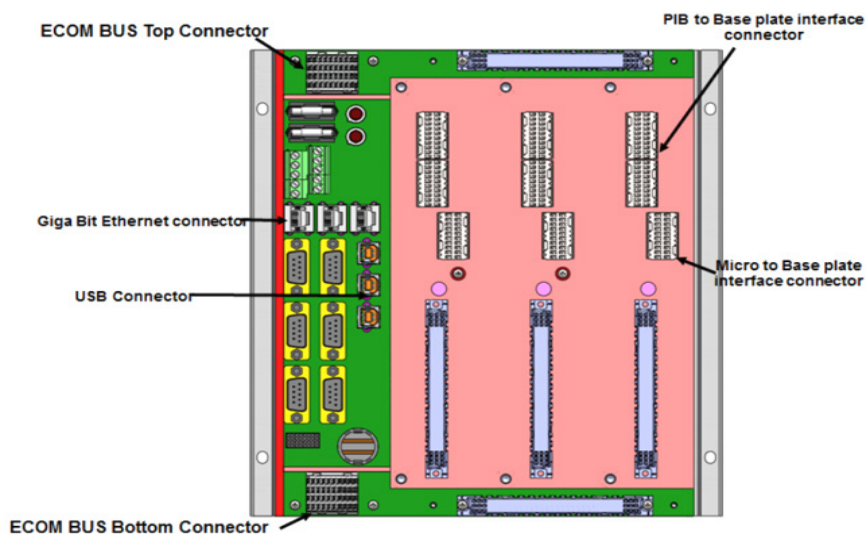 ECOM BUS Top Connector
PIB to Base plate interface
connector
Giga Bit Ethernet connector
Micro to Base plate
interface connector
USB Connector
ECOM BUS Bottom Connector